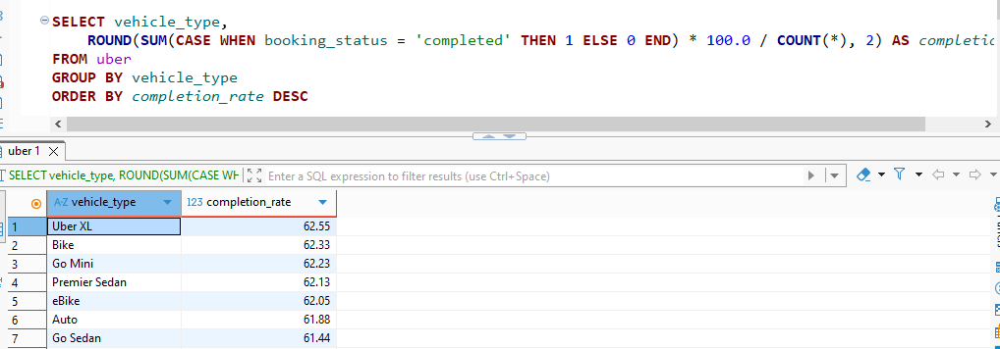 SELECT vehicle_type,
ROUND(SUM(CASE WHEN booking_status = 'completed' THEN 1 ELSE 0 END) * 100.0 / COUNT(*), 2) AS completic
FROM uber
GROUP BY vehicle_type
ORDER BY completion_rate DESC
uber 1
SELECT vehicle_type, ROUND(SUM(CASE WH Enter a SQL expression to filter results (use Ctrl+Space)
A-Z vehicle_type 123 completion_rate
1 Uber XL 62.55
2 Bike 62.33
3 Go Mini 62.23
4 Premier Sedan 62.13
5 eBike 62.05
6 Auto 61.88
7 Go Sedan 61.44